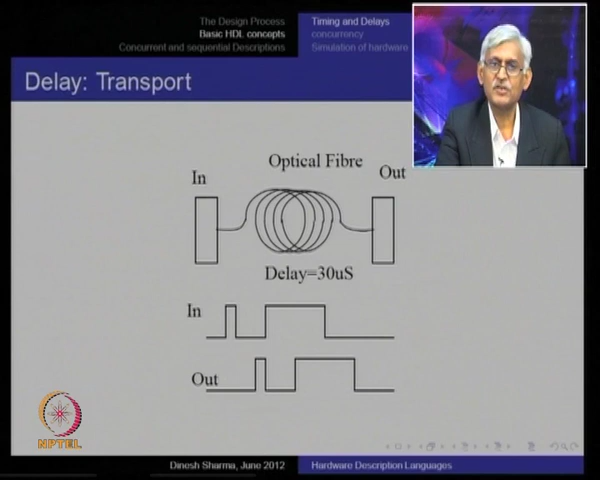 The Design Process
Basic HDL concepts
Concurrent and sequential Descriptions
Timing and Delays
concurrency
Simulation of hardware
Delay: Transport
Optical Fibre
In
Out
Delay=30uS
In
Out
NPTEL
Dinesh Sharma, June 2012
Hardware Description Languages